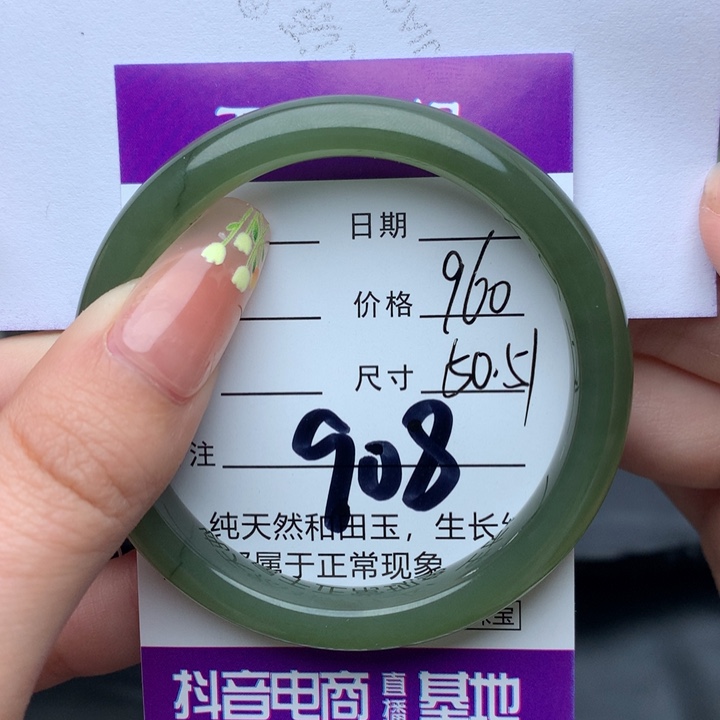 日期
价格 960
尺寸 50.51
注 908
纯天然和田玉，生长
属于正常现象
抖音电商直播基地